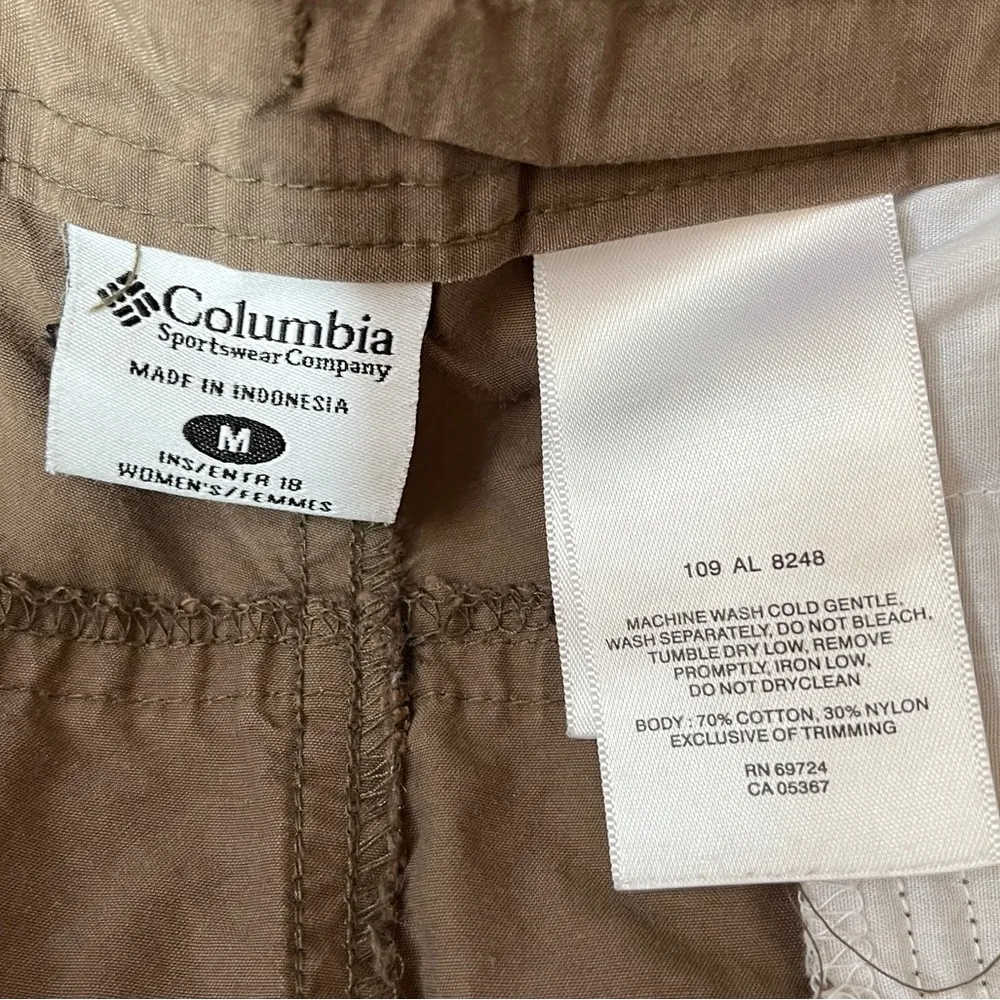 Columbia
Sportswear Company
MADE IN INDONESIA
M
INS/ENTR 18
WOMEN'S/FEMMES
109 AL 8248
MACHINE WASH COLD GENTLE,
WASH SEPARATELY, DO NOT BLEACH,
TUMBLE DRY LOW, REMOVE
PROMPTLY, IRON LOW,
DO NOT DRYCLEAN
BODY : 70% COTTON, 30% NYLON
EXCLUSIVE OF TRIMMING
RN 69724
CA 05367